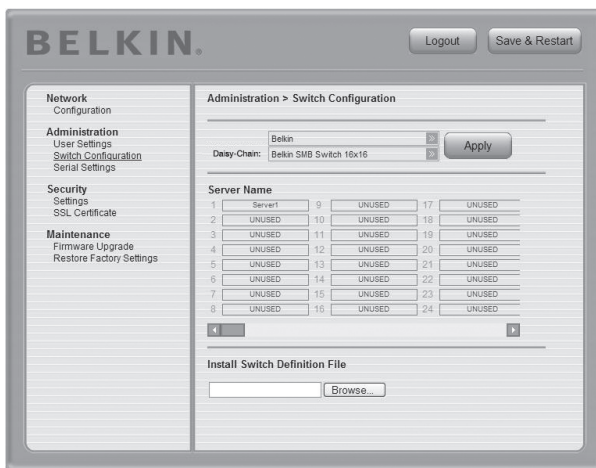 BELKIN.
Logout
Save & Restart
Network
Configuration
Administration
User Settings
Switch Configuration
Serial Settings
Security
Settings
SSL Certificate
Maintenance
Firmware Upgrade
Restore Factory Settings
Administration > Switch Configuration
Belkin
Daisy-Chain: Belkin SMB Switch 16x16
Apply
Server Name
1 Server1 9 UNUSED 17 UNUSED
2 UNUSED 10 UNUSED 18 UNUSED
3 UNUSED 11 UNUSED 19 UNUSED
4 UNUSED 12 UNUSED 20 UNUSED
5 UNUSED 13 UNUSED 21 UNUSED
6 UNUSED 14 UNUSED 22 UNUSED
7 UNUSED 15 UNUSED 23 UNUSED
8 UNUSED 16 UNUSED 24 UNUSED
Install Switch Definition File
Browse...